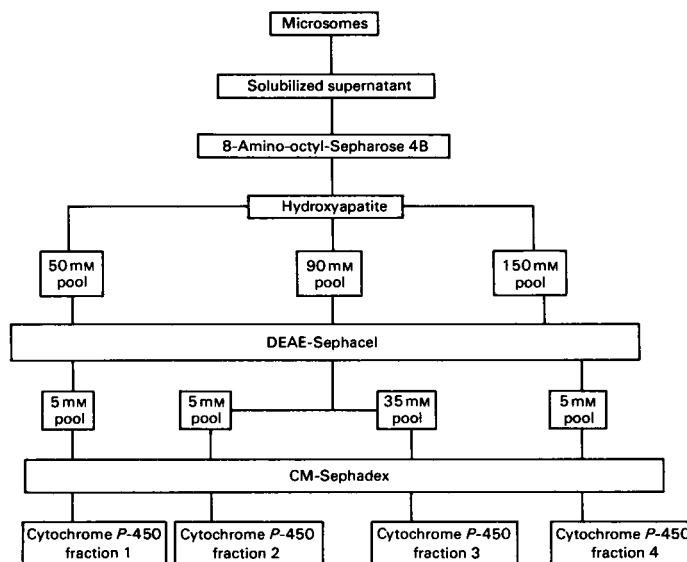 Microsomes
Solubilized supernatant
8-Amino-octyl-Sepharose 4B
Hydroxyapatite
50 mM
pool
90 mM
pool
150 mM
pool
DEAE-Sephacel
5 mM
pool
5 mM
pool
35 mM
pool
5 mM
pool
CM-Sephadex
Cytochrome P-450
fraction 1
Cytochrome P-450
fraction 2
Cytochrome P-450
fraction 3
Cytochrome P-450
fraction 4